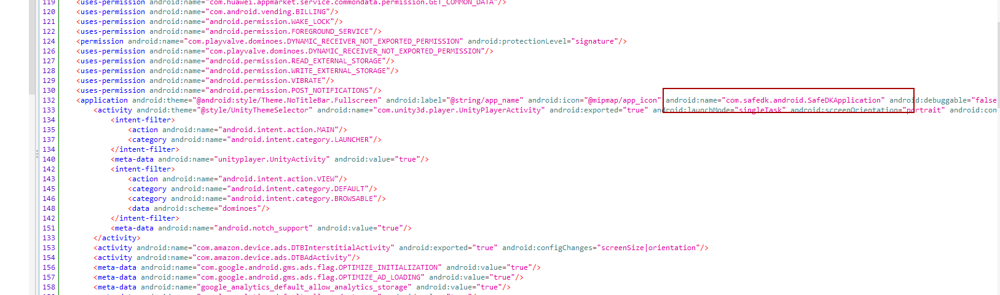 119 <uses-permission android:name="com.huawei.appmarket.service.commondata.permission.GET_COMMON_DATA"/>
120 <uses-permission android:name="com.android.vending.BILLING"/>
121 <uses-permission android:name="android.permission.WAKE_LOCK"/>
122 <uses-permission android:name="android.permission.FOREGROUND_SERVICE"/>
124 <permission android:name="com.playvalve.dominoes.DYNAMIC_RECEIVER_NOT_EXPORTED_PERMISSION" android:protectionLevel="signature"/>
126 <uses-permission android:name="com.playvalve.dominoes.DYNAMIC_RECEIVER_NOT_EXPORTED_PERMISSION"/>
127 <uses-permission android:name="android.permission.READ_EXTERNAL_STORAGE"/>
128 <uses-permission android:name="android.permission.WRITE_EXTERNAL_STORAGE"/>
129 <uses-permission android:name="android.permission.VIBRATE"/>
130 <uses-permission android:name="android.permission.POST_NOTIFICATIONS"/>
132 <application android:theme="@android:style/Theme.NoTitleBar.Fullscreen" android:label="@string/app_name" android:icon="@mipmap/app_icon" android:name="com.safedk.android.SafeDKApplication" android:debuggable="false
133 <activity android:theme="@style/UnityThemeSelector" android:name="com.unity3d.player.UnityPlayerActivity" android:exported="true" android:launchMode="singleTask" android:screenOrientation="portrait" android:con
134 <intent-filter>
135 <action android:name="android.intent.action.MAIN"/>
137 <category android:name="android.intent.category.LAUNCHER"/>
134 </intent-filter>
140 <meta-data android:name="unityplayer.UnityActivity" android:value="true"/>
142 <intent-filter>
143 <action android:name="android.intent.action.VIEW"/>
145 <category android:name="android.intent.category.DEFAULT"/>
146 <category android:name="android.intent.category.BROWSABLE"/>
148 <data android:scheme="dominoes"/>
142 </intent-filter>
151 <meta-data android:name="android.notch_support" android:value="true"/>
133 </activity>
153 <activity android:name="com.amazon.device.ads.DTBInterstitialActivity" android:exported="true" android:configChanges="screenSize|orientation"/>
154 <activity android:name="com.amazon.device.ads.DTBAdActivity"/>
156 <meta-data android:name="com.google.android.gms.ads.flag.OPTIMIZE_INITIALIZATION" android:value="true"/>
157 <meta-data android:name="com.google.android.gms.ads.flag.OPTIMIZE_AD_LOADING" android:value="true"/>
158 <meta-data android:name="google_analytics_default_allow_analytics_storage" android:value="true"/>